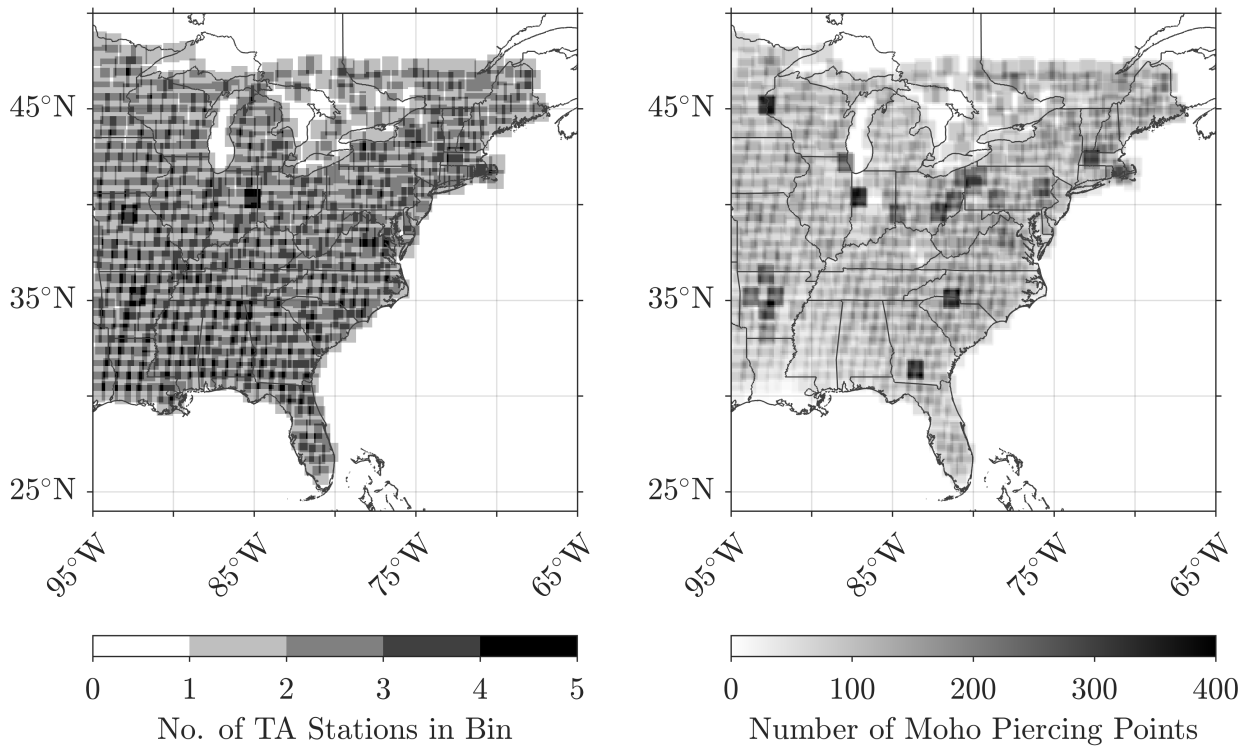 45°N
35°N
25°N
95°W
85°W
75°W
65°W
0 1 2 3 4 5
No. of TA Stations in Bin
45°N
35°N
25°N
95°W
85°W
75°W
65°W
0 100 200 300 400
Number of Moho Piercing Points